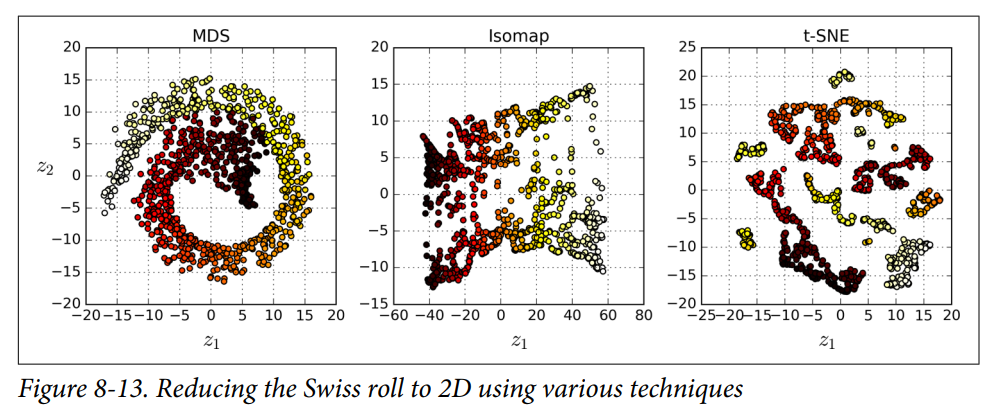 MDS
Isomap
t-SNE
20
15
10
5
0
−5
−10
−15
−20
z2
−20 −15 −10 −5 0 5 10 15 20
z1
20
15
10
5
0
−5
−10
−15
−60 −40 −20 0 20 40 60 80
z1
25
20
15
10
5
0
−5
−10
−15
−20
−25−20−15−10 −5 0 5 10 15 20
z1
Figure 8-13. Reducing the Swiss roll to 2D using various techniques